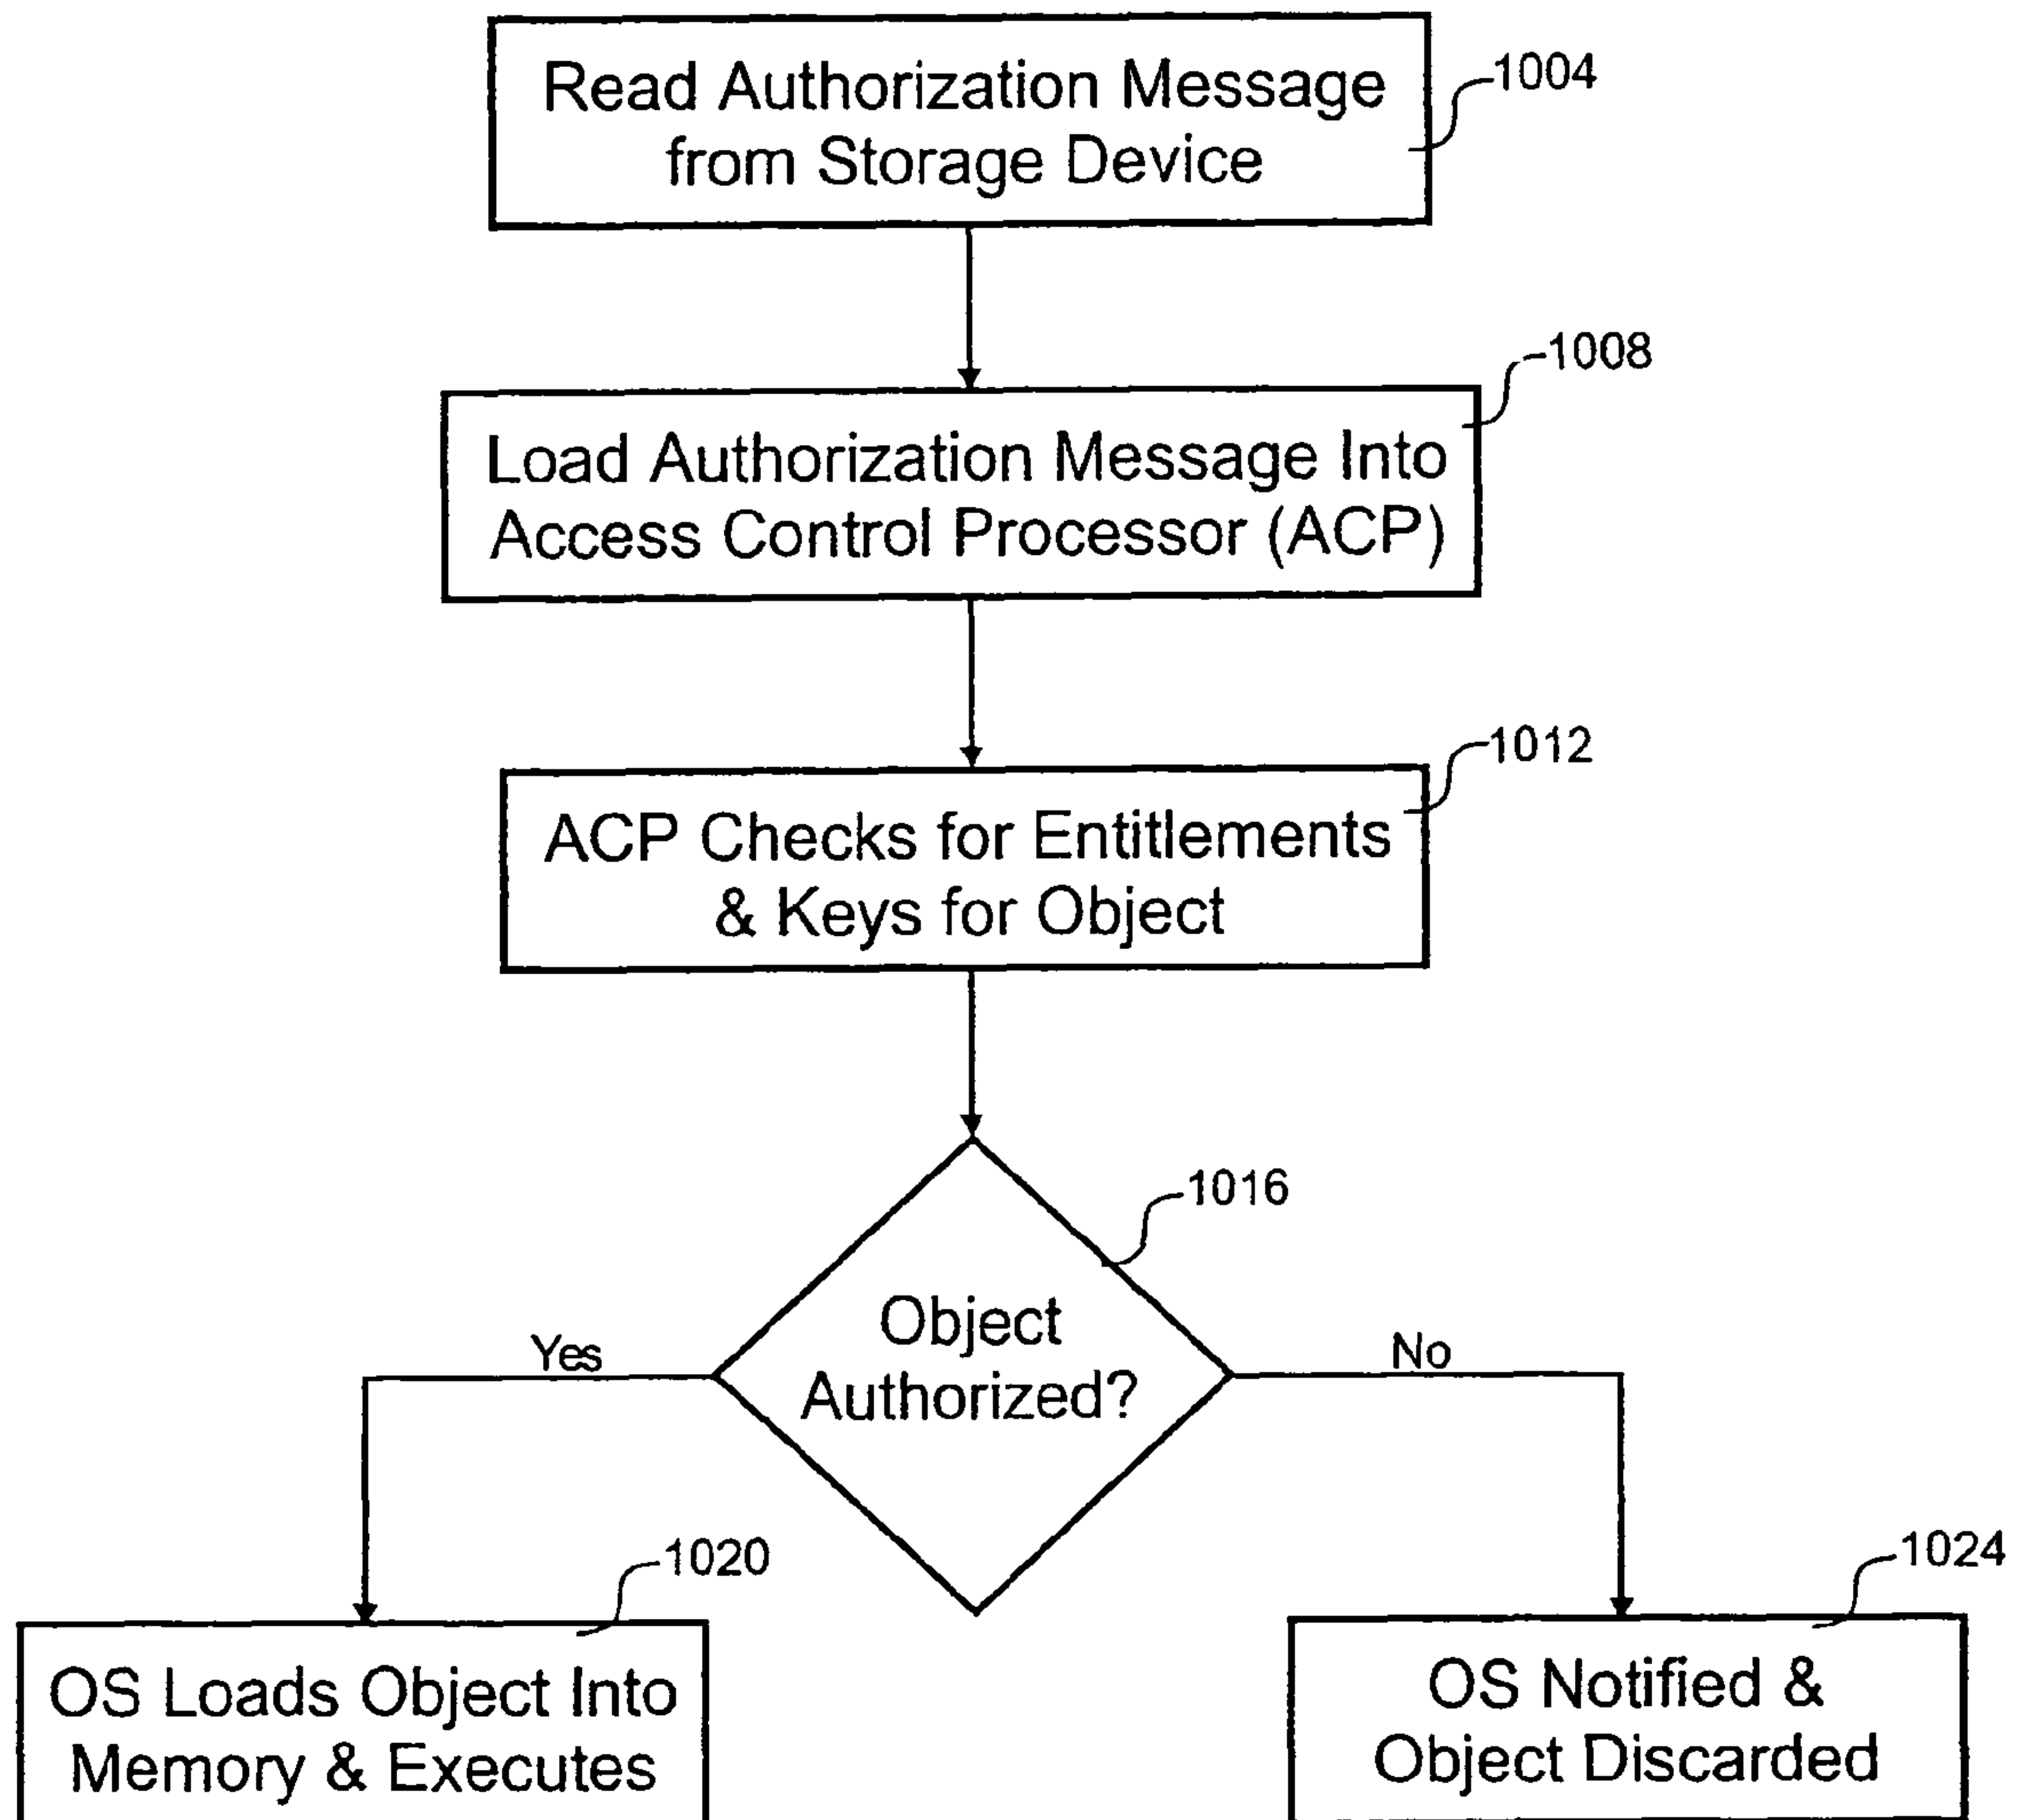 Read Authorization Message
from Storage Device
1004
Load Authorization Message Into
Access Control Processor (ACP)
1008
ACP Checks for Entitlements
& Keys for Object
1012
Object
Authorized?
1016
Yes
No
OS Loads Object Into
Memory & Executes
1020
OS Notified &
Object Discarded
1024